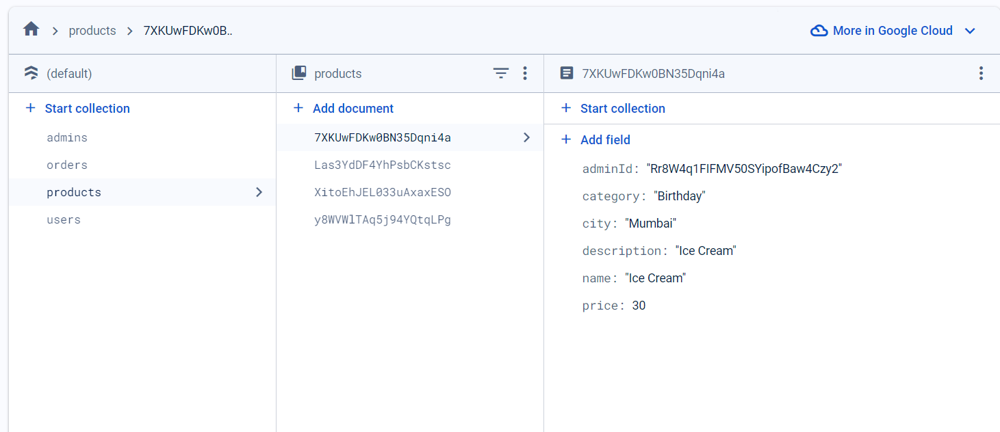 products
7XKUwFDKw0B..
More in Google Cloud
(default)
products
7XKUwFDKw0BN35Dqni4a
Start collection
Add document
Start collection
admins
orders
products
users
7XKUwFDKw0BN35Dqni4a
Las3YdDF4YhPsbCKstsc
XitoEhJEL033uAxaxESO
y8WVWlTAq5j94YQtqLPg
Add field
adminId: "Rr8W4q1FIFMV50SYipofBaw4Czy2"
category: "Birthday"
city: "Mumbai"
description: "Ice Cream"
name: "Ice Cream"
price: 30